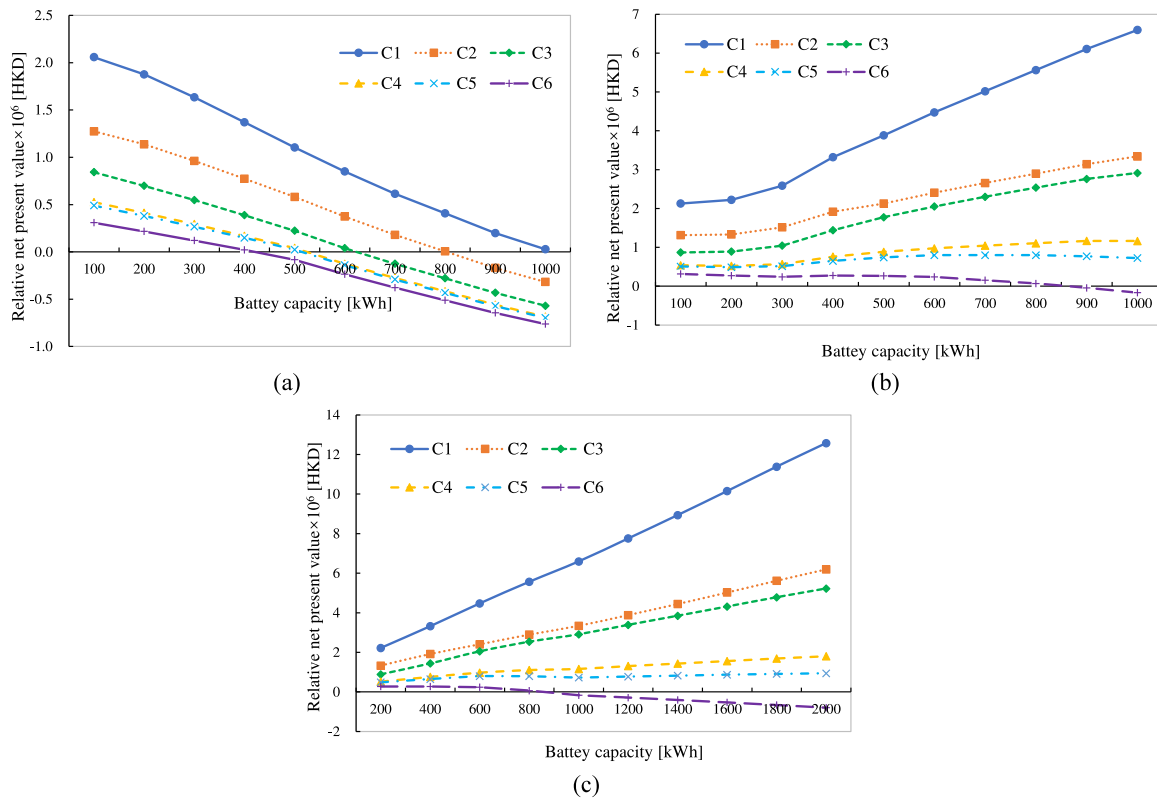 2.5
2.0
1.5
1.0
0.5
0.0
-0.5
-1.0
Relative net present value×10⁶ [HKD]
C1 C2 C3
C4 C5 C6
100 200 300 400 500 600 700 800 900 1000
Battey capacity [kWh]
(a)
7
6
5
4
3
2
1
0
-1
Relative net present value×10⁶ [HKD]
C1 C2 C3
C4 C5 C6
100 200 300 400 500 600 700 800 900 1000
Battey capacity [kWh]
(b)
14
12
10
8
6
4
2
0
-2
Relative net present value×10⁶ [HKD]
C1 C2 C3
C4 C5 C6
200 400 600 800 1000 1200 1400 1600 1800 2000
Battey capacity [kWh]
(c)